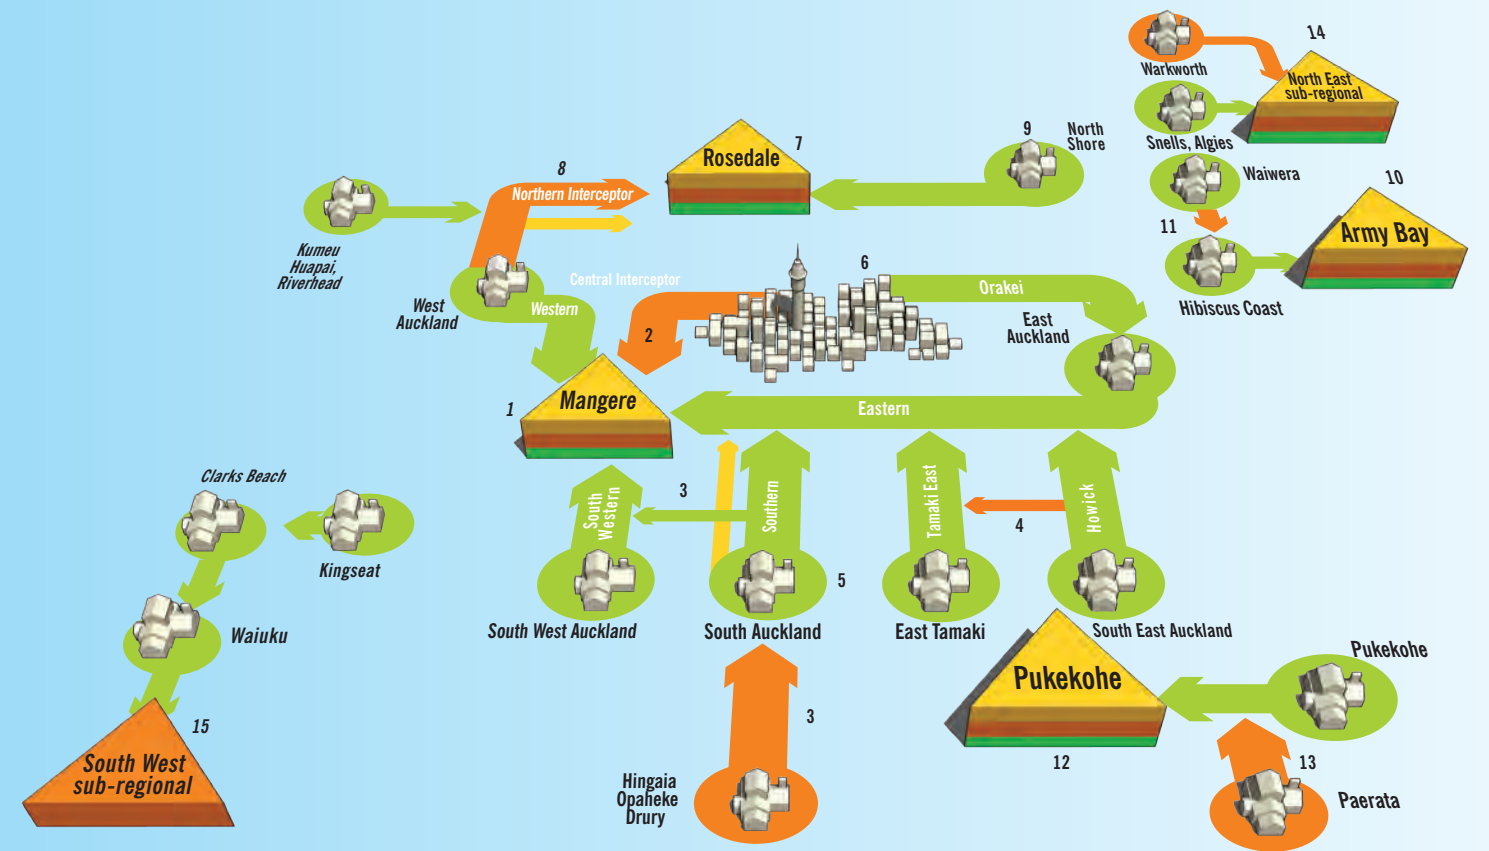 14
Warkworth
North East
sub-regional
Snells, Algies
Waiwera
10
11
Army Bay
Hibiscus Coast
9
North
Shore
7
Rosedale
8
Northern Interceptor
Kumeu
Huapai,
Riverhead
West
Auckland
Western
Central Interceptor
2
6
Orakei
East
Auckland
1
Mangere
Eastern
Clarks Beach
Kingseat
Waiuku
15
South West
sub-regional
3
South
Western
Southern
Tamaki East
4
Howick
5
South West Auckland
South Auckland
East Tamaki
South East Auckland
3
Hingaia
Opaheke
Drury
Pukekohe
12
Pukekohe
13
Paerata